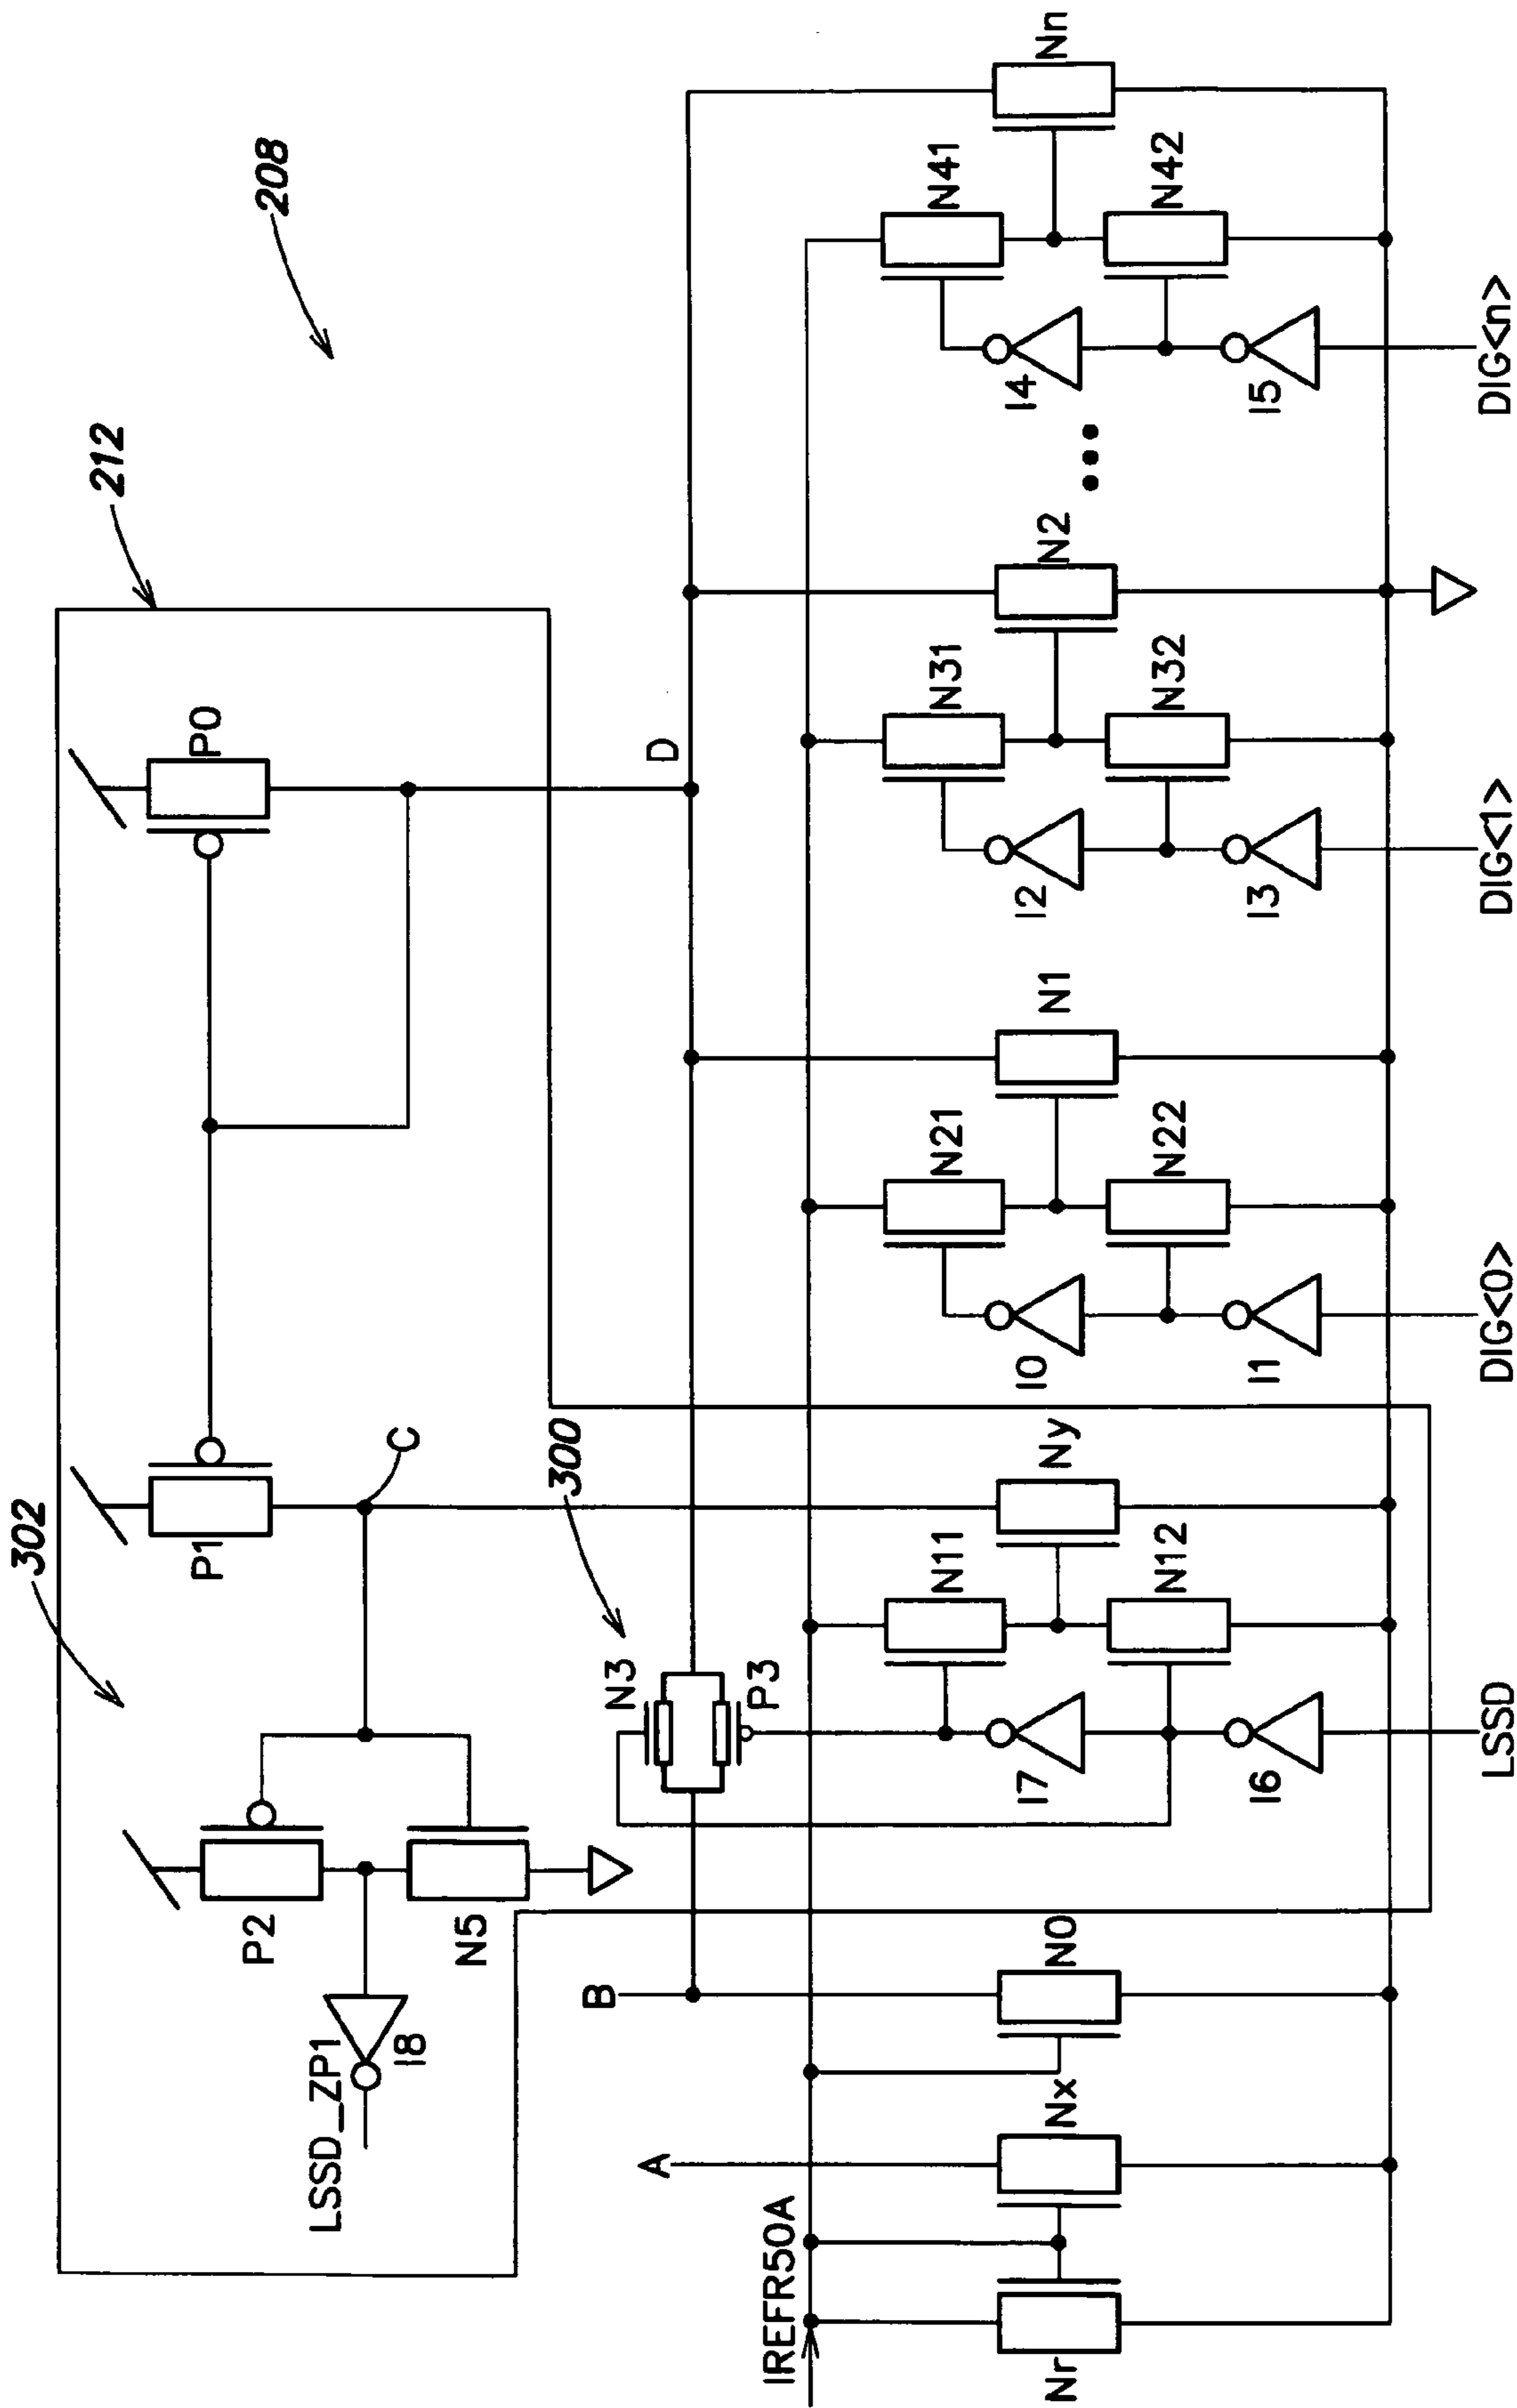 208
212
302
P0
P1
C
D
P2
N5
LSSD_ZP1
I8
300
N3
P3
B
A
IREFR50A
Nr
Nx
N0
N11
Ny
N12
I7
I6
LSSD
N21
N1
N22
I0
I1
DIG<0>
N31
N2
N32
I2
I3
DIG<1>
N41
Nn
N42
I4
I5
DIG<n>